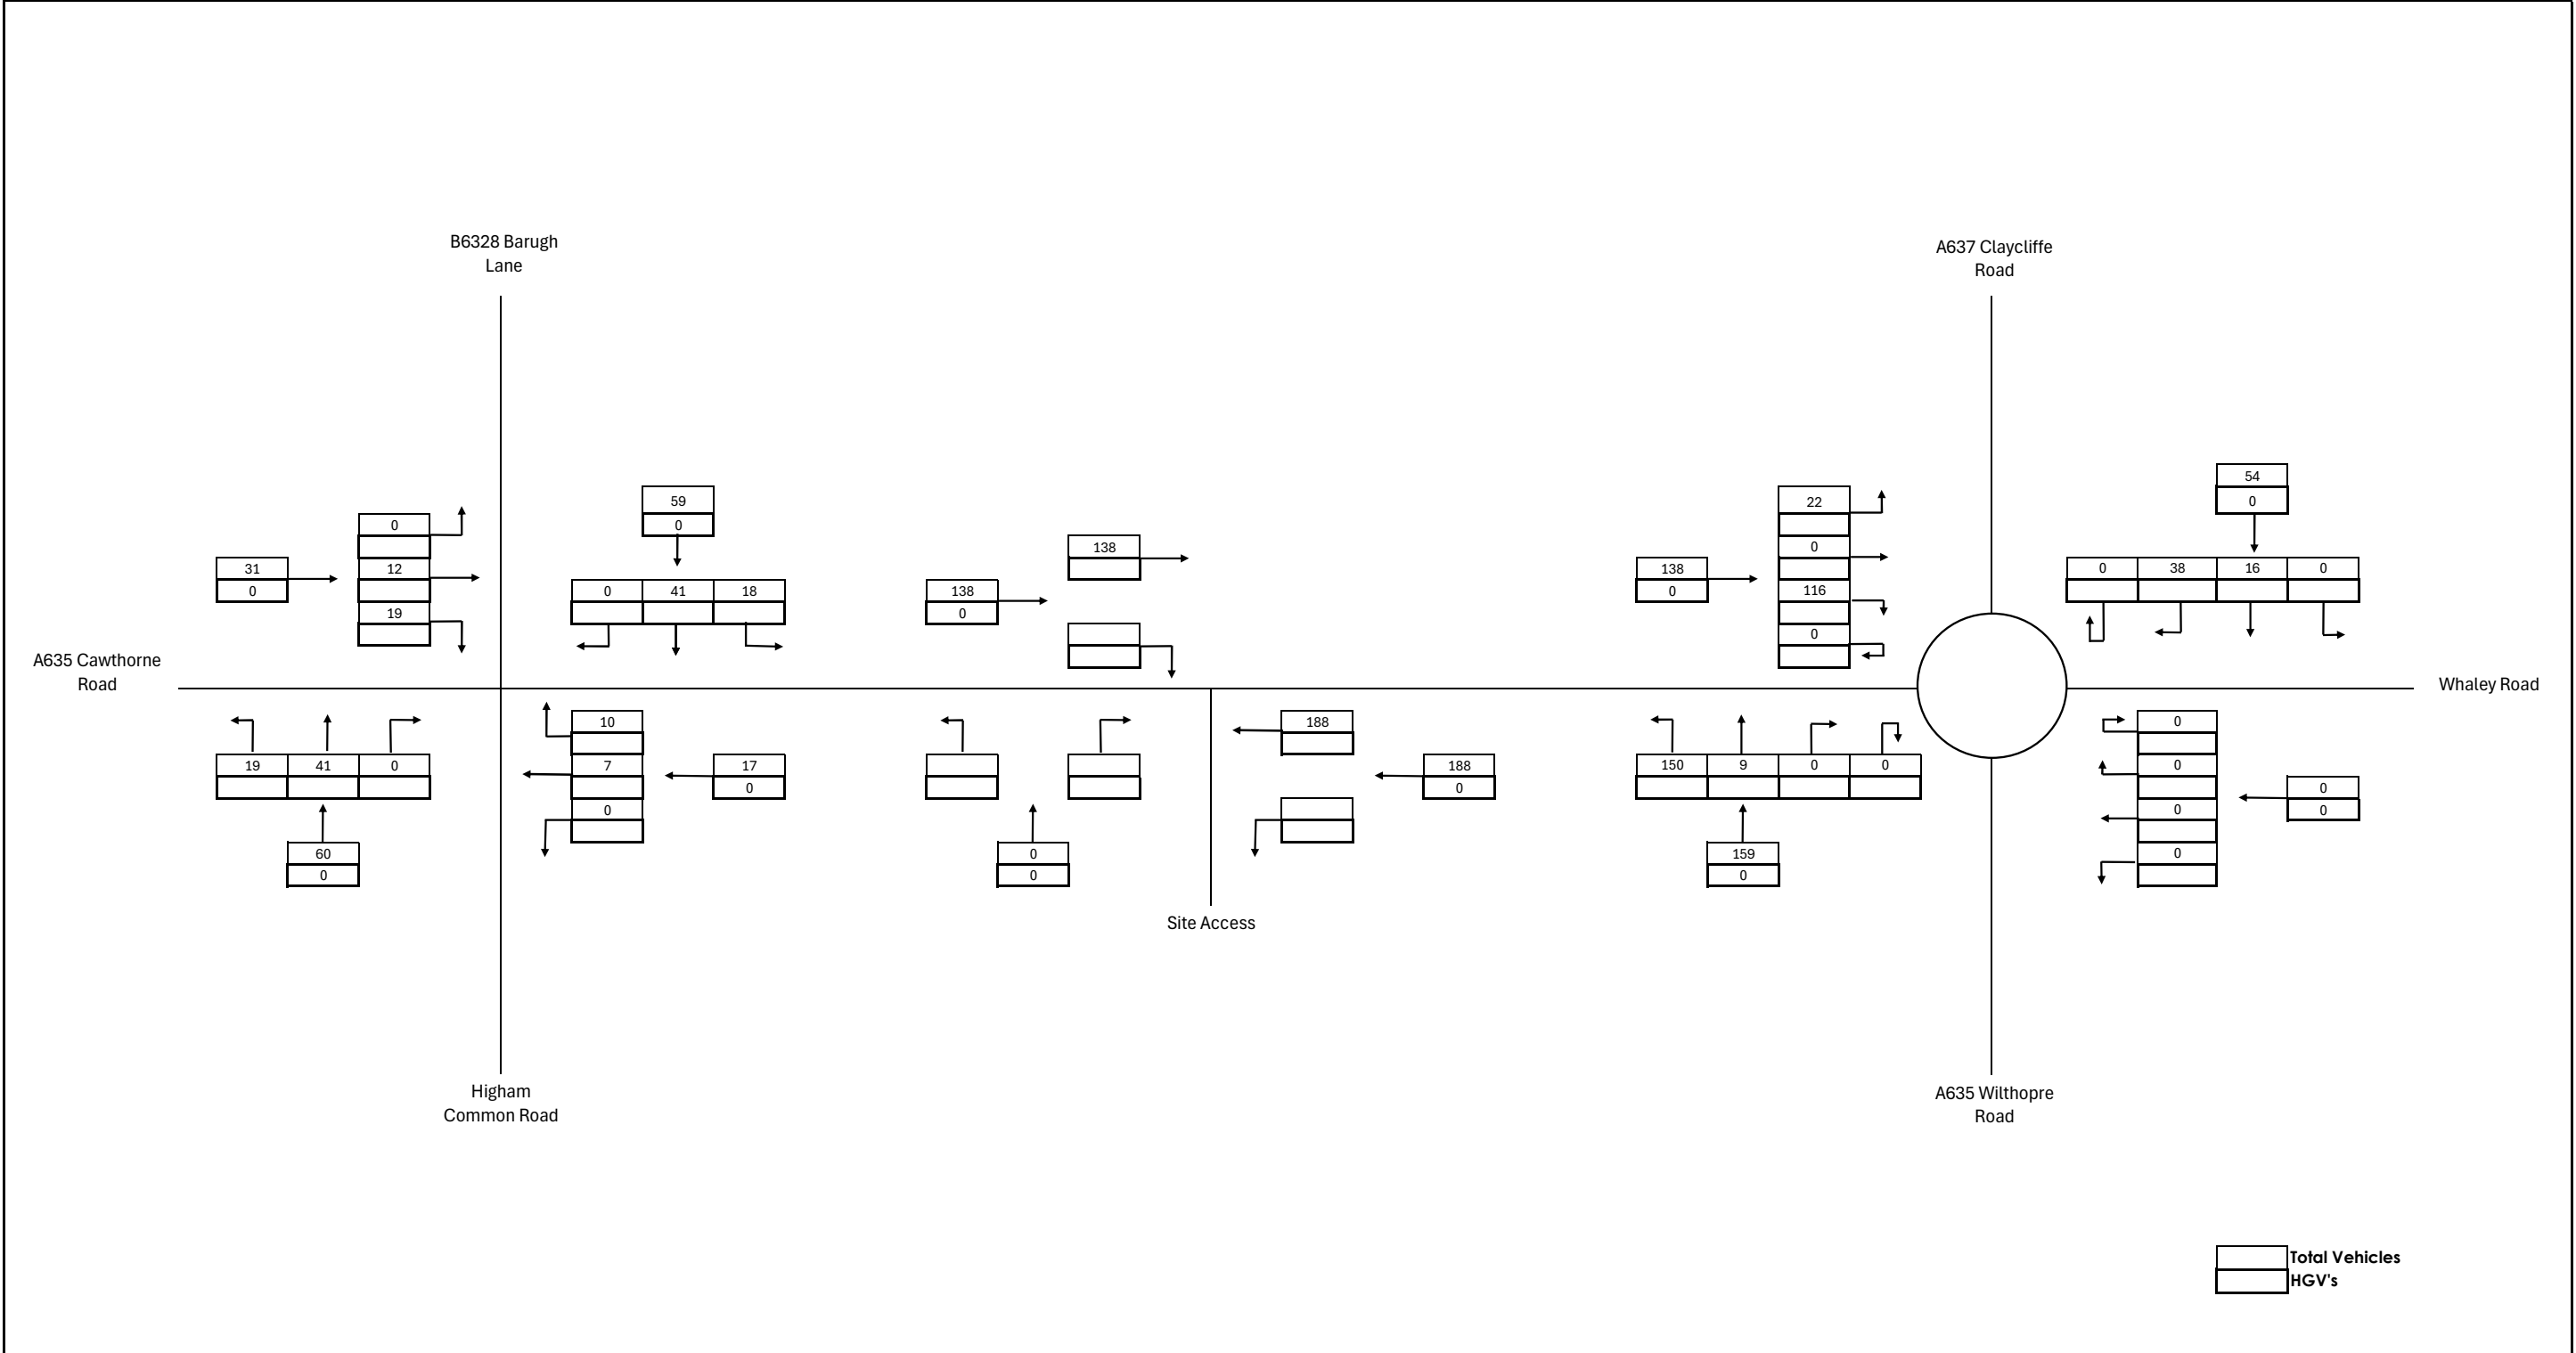 B6328 Barugh
Lane
A637 Claycliffe
Road
54
0
59
0
22
0
116
0
0
12
19
31
0
138
138
0
138
0
0 38 16 0
0 41 18
A635 Cawthorne
Road
Whaley Road
10
7
0
17
0
188
188
0
0
0
0
0
0
0
19 41 0
150 9 0 0
60
0
0
0
159
0
Site Access
Higham
Common Road
A635 Wilthopre
Road
Total Vehicles
HGV's